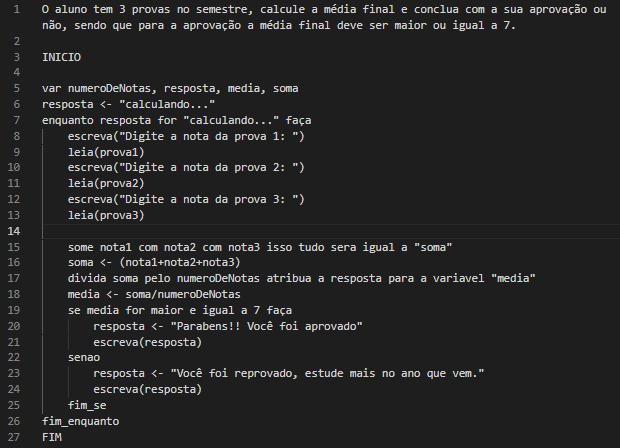 1 O aluno tem 3 provas no semestre, calcule a média final e conclua com a sua aprovação ou
não, sendo que para a aprovação a média final deve ser maior ou igual a 7.
2
3 INICIO
4
5 var numeroDeNotas, resposta, media, soma
6 resposta <- "calculando..."
7 enquanto resposta for "calculando..." faça
8 escreva("Digite a nota da prova 1: ")
9 leia(prova1)
10 escreva("Digite a nota da prova 2: ")
11 leia(prova2)
12 escreva("Digite a nota da prova 3: ")
13 leia(prova3)
14
15 some nota1 com nota2 com nota3 isso tudo sera igual a "soma"
16 soma <- (nota1+nota2+nota3)
17 divida soma pelo numeroDeNotas atribua a resposta para a variavel "media"
18 media <- soma/numeroDeNotas
19 se media for maior e igual a 7 faça
20 resposta <- "Parabens!! Você foi aprovado"
21 escreva(resposta)
22 senao
23 resposta <- "Você foi reprovado, estude mais no ano que vem."
24 escreva(resposta)
25 fim_se
26 fim_enquanto
27 FIM